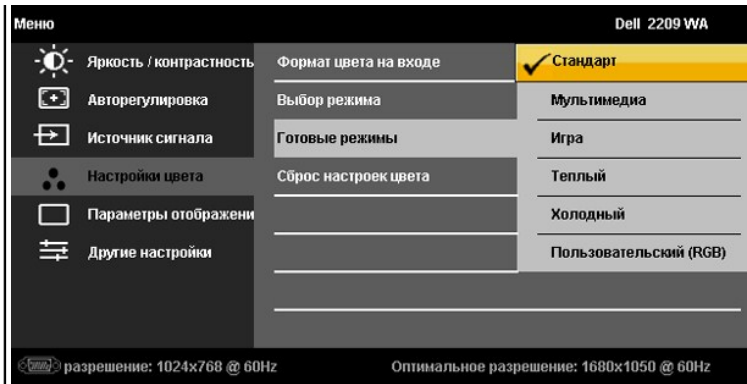 Меню
Dell 2209 WA
Яркость / контрастность
Авторегулировка
Источник сигнала
Настройки цвета
Параметры отображени
Другие настройки
Формат цвета на входе
Выбор режима
Готовые режимы
Сброс настроек цвета
Стандарт
Мультимедиа
Игра
Теплый
Холодный
Пользовательский (RGB)
разрешение: 1024x768 @ 60Hz
Оптимальное разрешение: 1680x1050 @ 60Hz